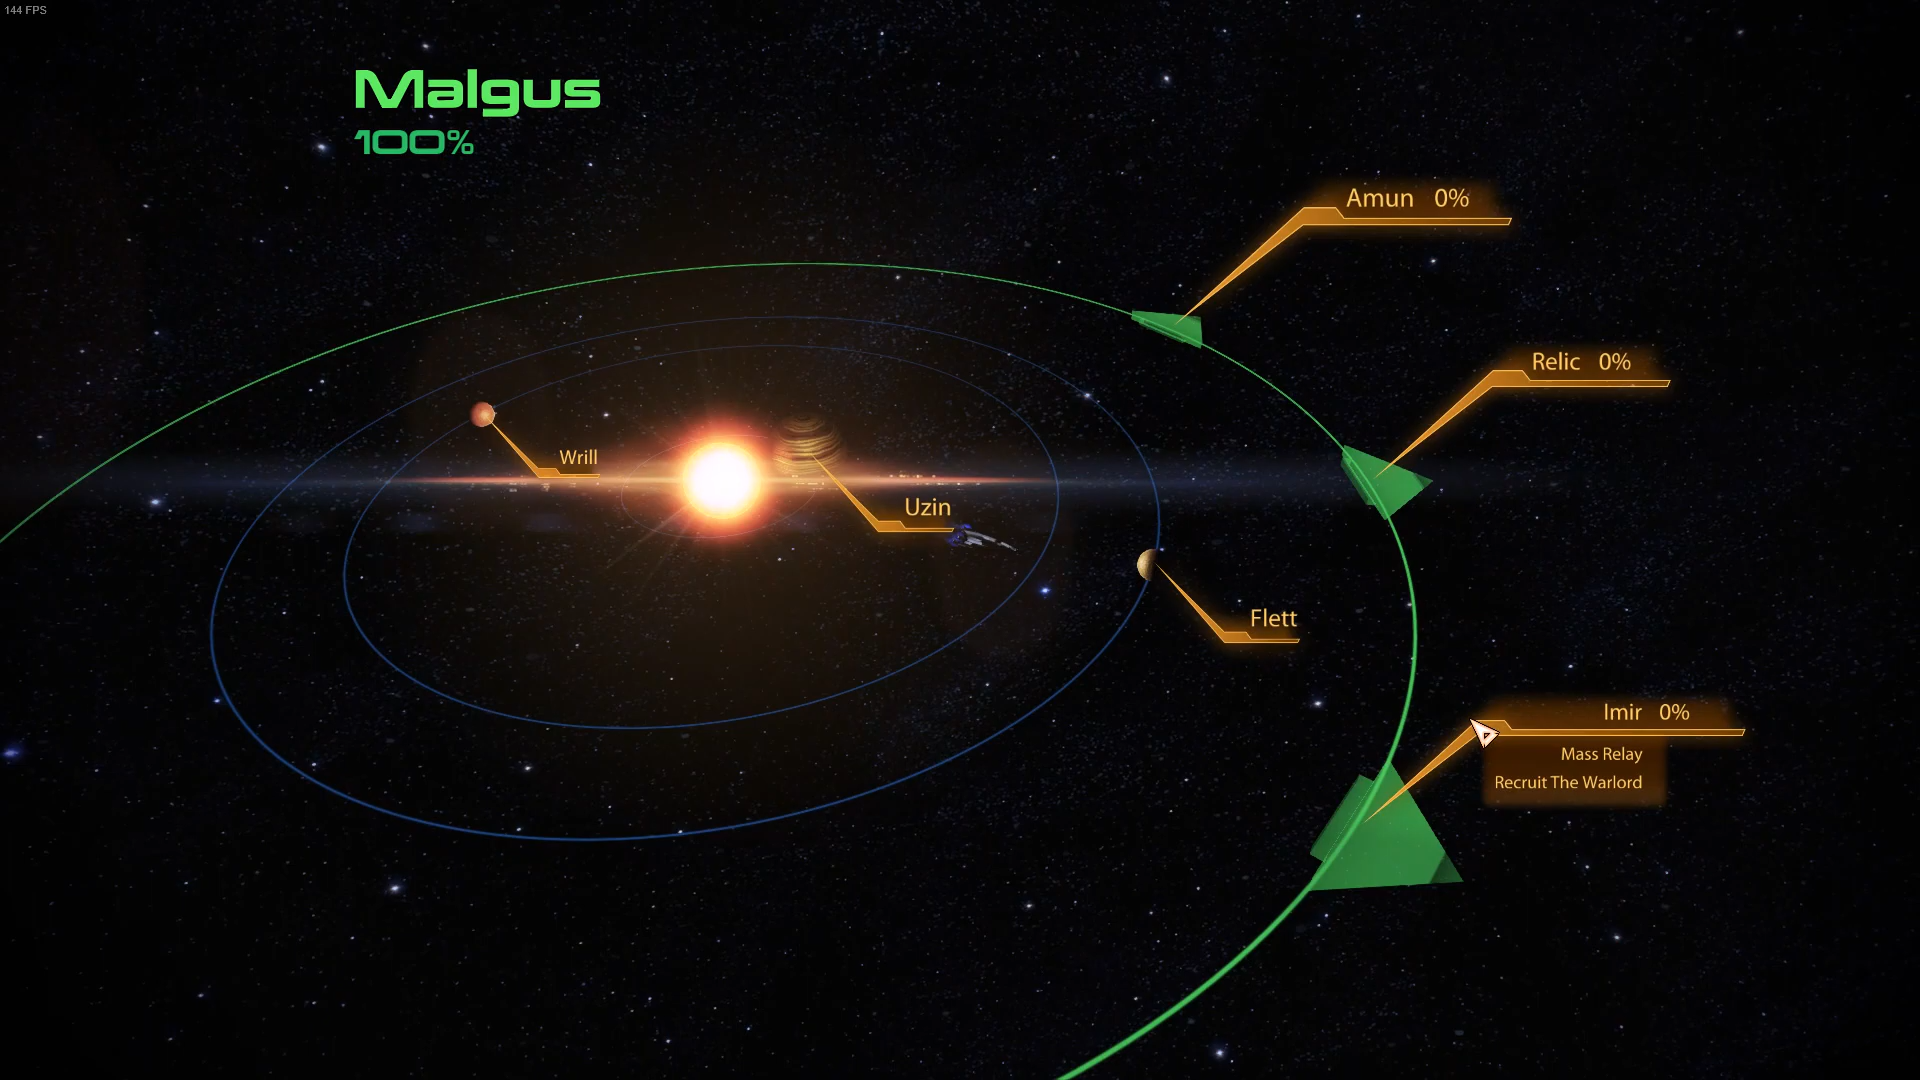 144 FPS
Malgus
100%
Amun 0%
Relic 0%
Wrill
Uzin
Flett
Imir 0%
Mass Relay
Recruit The Warlord